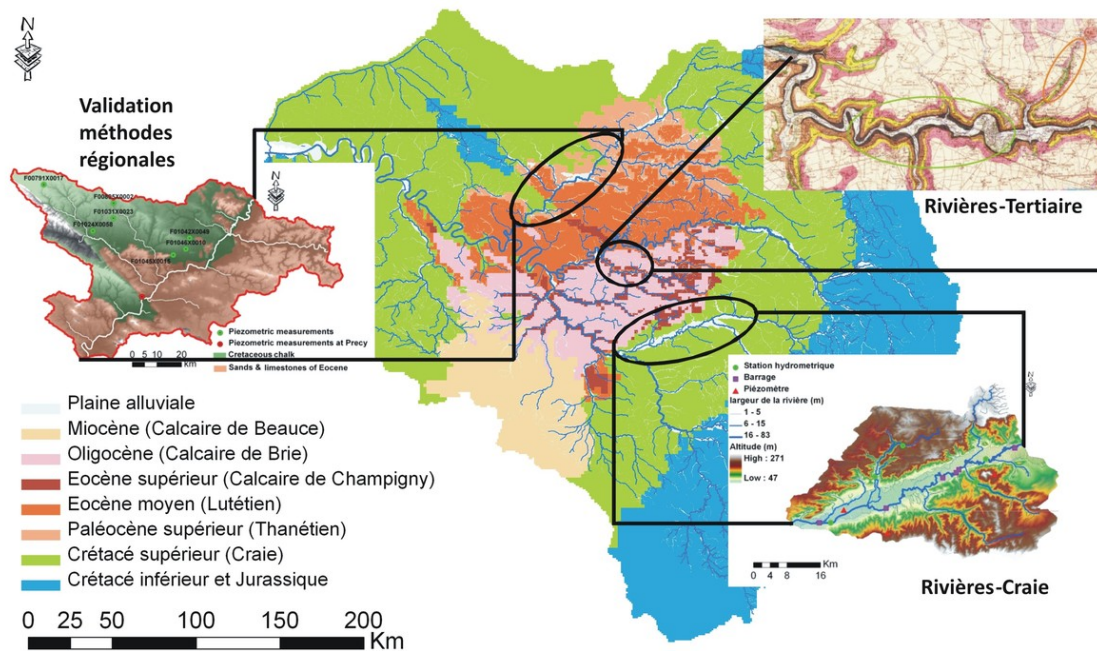 N
Validation
méthodes
régionales
F00791X0017
F01031X0023
F01024X0058
F01042X0049
F01046X0010
F01045X0016
N
Piezometric measurements
Piezometric measurements at Precy
Cretaceous chalk
Sands & limestones of Eocene
0 5 10 20
Km
Rivières-Tertiaire
Station hydrometrique
Barrage
Piézomètre
largeur de la rivière (m)
1 - 5
6 - 15
16 - 83
Altitude (m)
High : 271
Low : 47
Km
0 4 8 16
Rivières-Craie
Plaine alluviale
Miocène (Calcaire de Beauce)
Oligocène (Calcaire de Brie)
Eocène supérieur (Calcaire de Champigny)
Eocène moyen (Lutétien)
Paléocène supérieur (Thanétien)
Crétacé supérieur (Craie)
Crétacé inférieur et Jurassique
0 25 50 100 150 200
Km